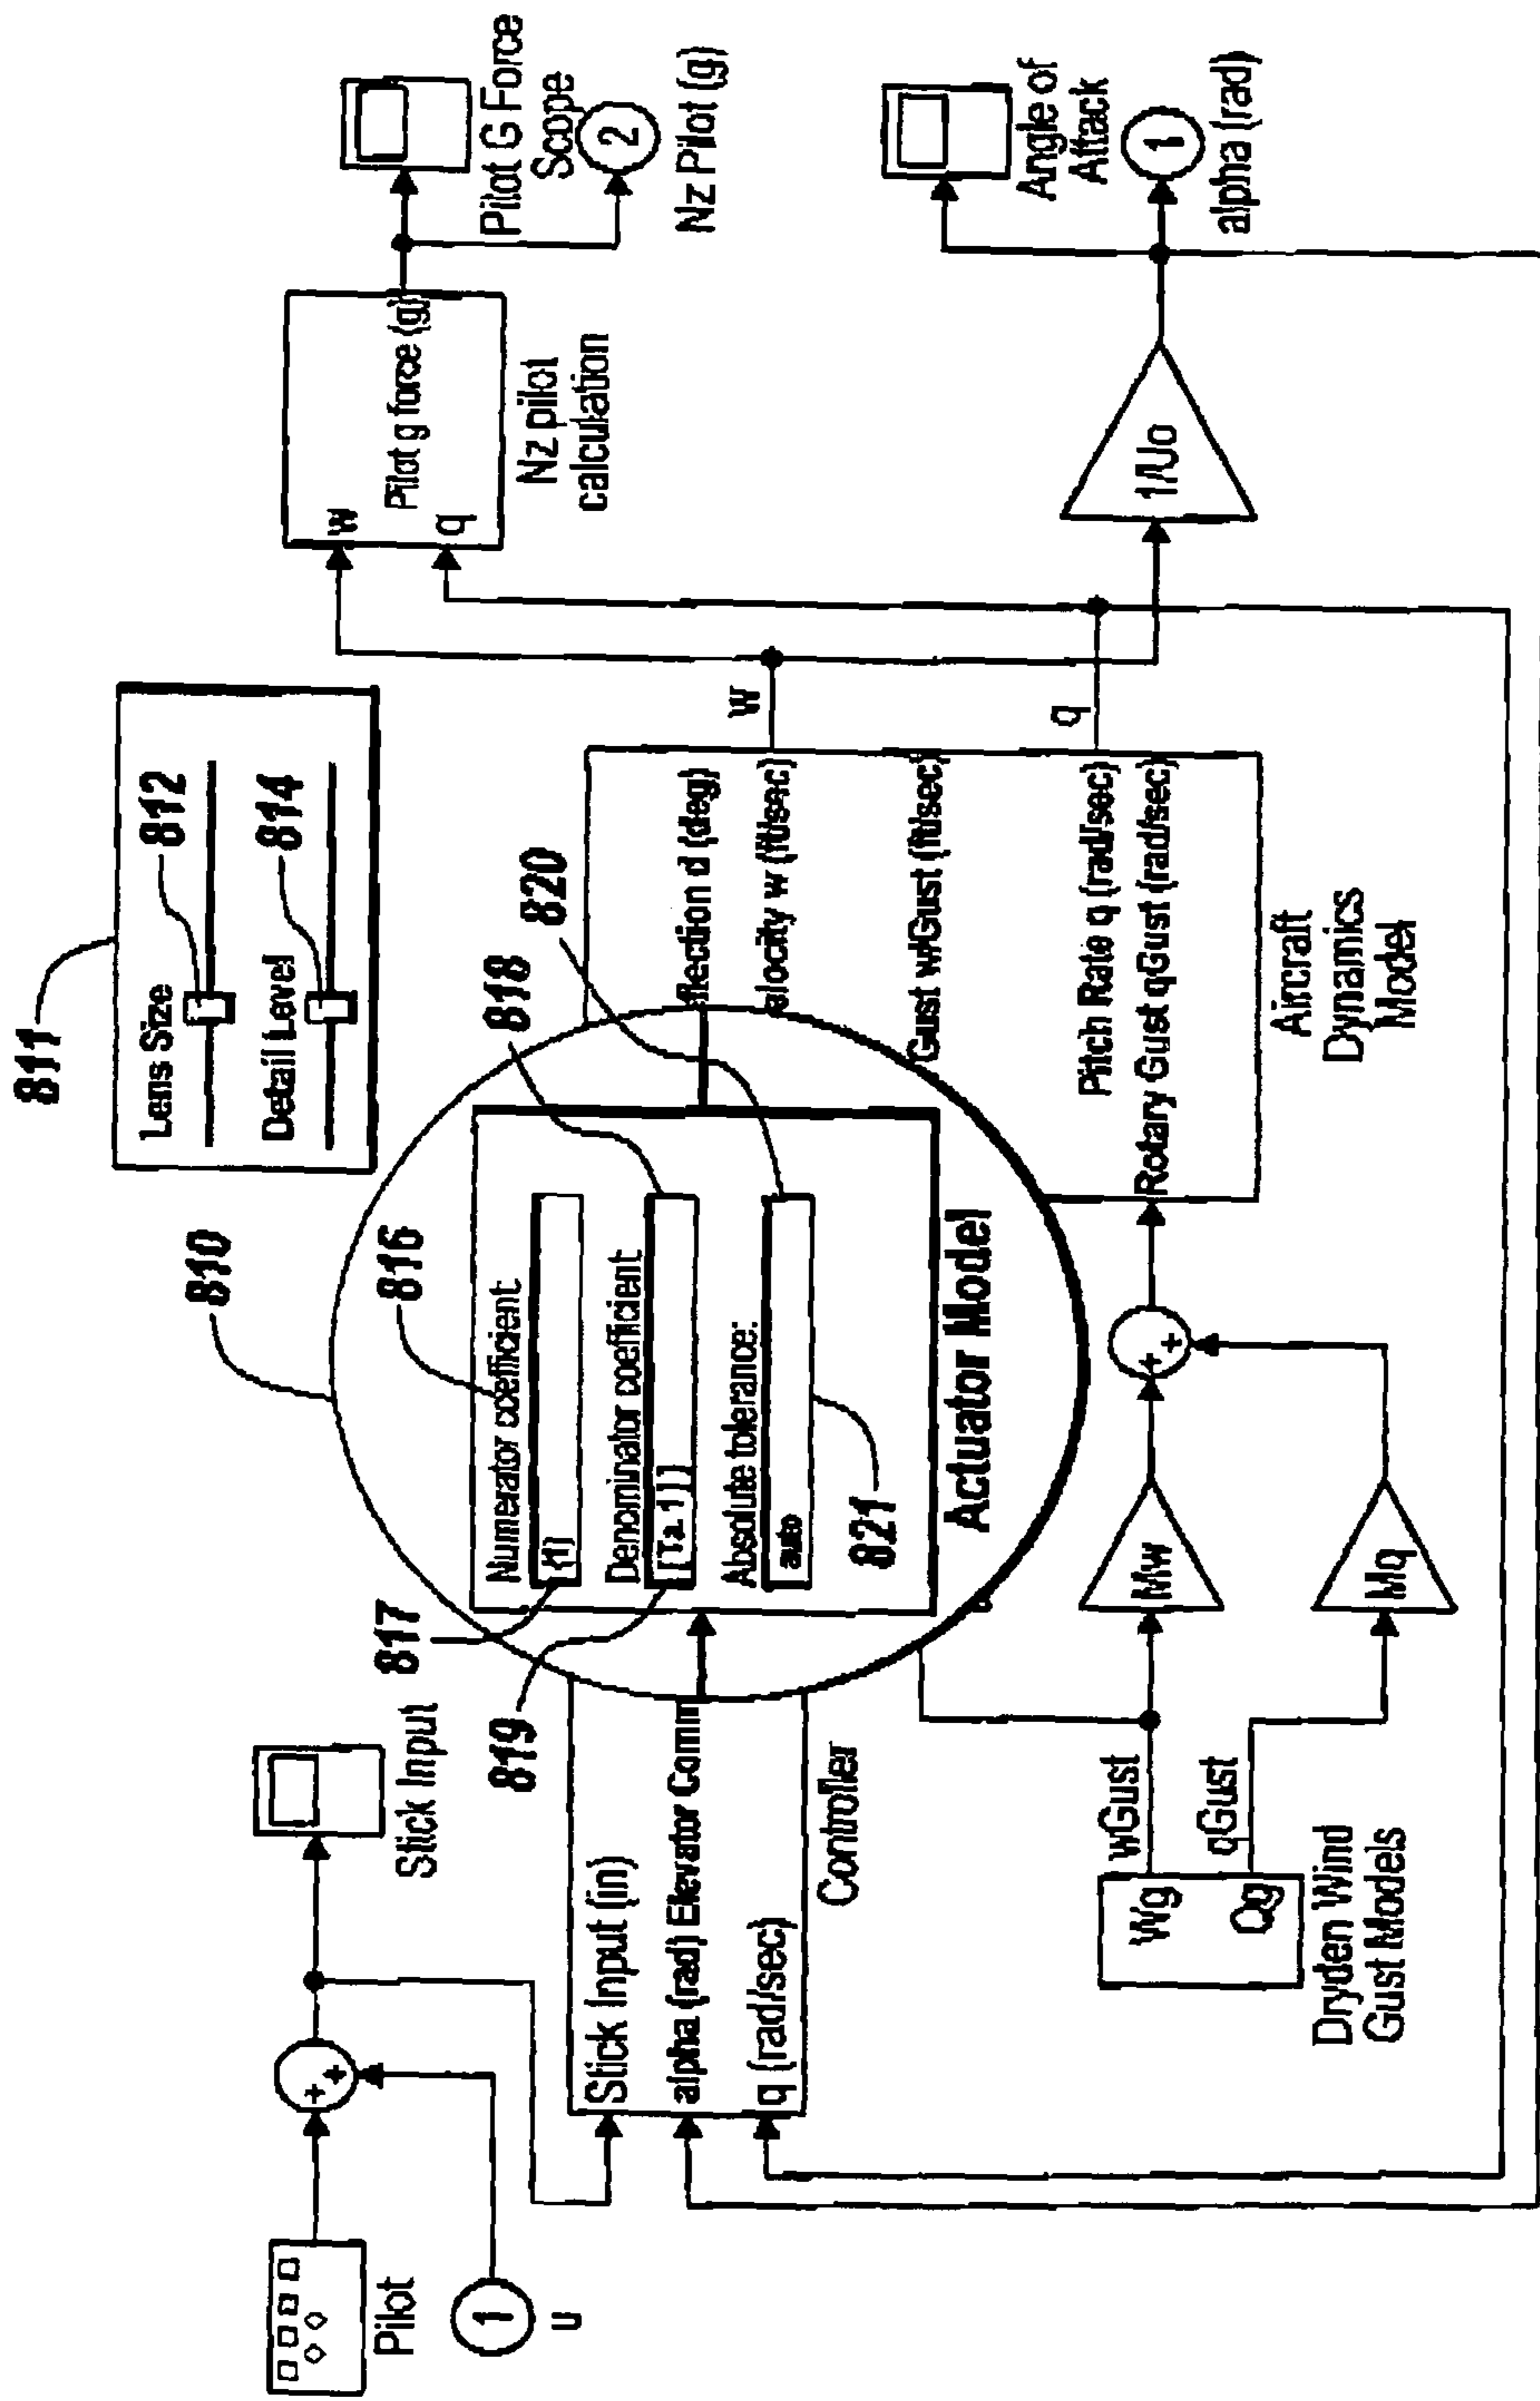 811
Lens Size
812
Detail Level
814
810
816
818
820
817
819
821
Numerator coefficient
(1)
Denominator coefficient
[Ta 1]
Absolute tolerance:
auto
Actuator Model
Pilot
1
u
+
+
Stick Input
Stick Input (in)
alpha (rad) Elevator Comm
q (rad/sec)
Controller
Wg
Qg
Dryden Wind
Gust Models
wGust
qGust
Mw
Mq
+
+
flection d (deg)
elocity w (ft/sec)
Gust wGust (ft/sec)
Pitch Rate q (rad/sec)
Rotary Gust qGust (rad/sec)
Aircraft
Dynamics
Model
w
q
w
q
Pilot g force (g)
Nz pilot
calculation
Pilot G Force
Scope
2
Nz Pilot (g)
1/Uo
Angle of
Attack
1
alpha (rad)